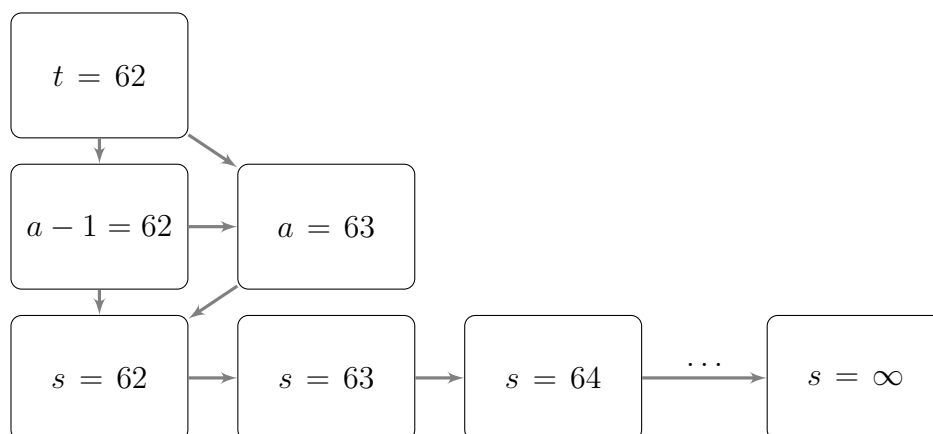 t = 62
a − 1 = 62
a = 63
s = 62
s = 63
s = 64
···
s = ∞